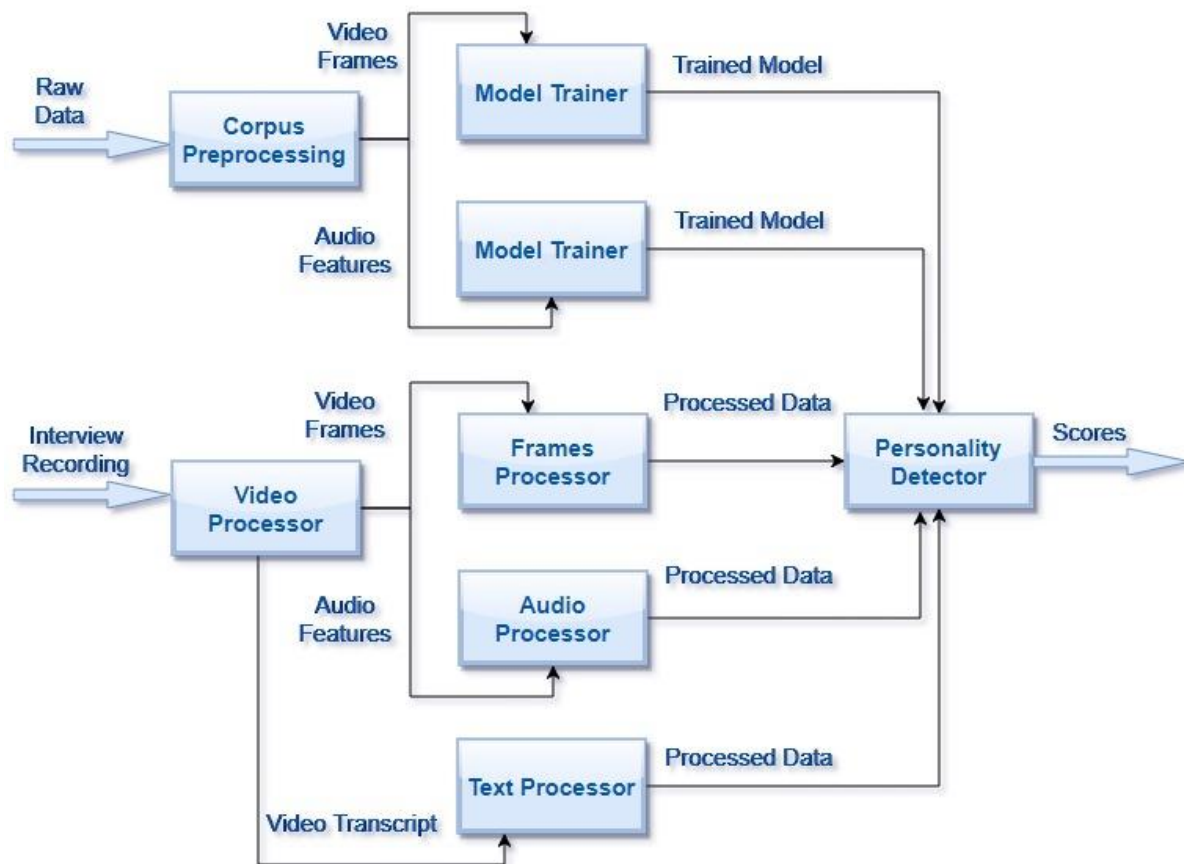 Video
Frames
Model Trainer
Trained Model
Raw
Data
Corpus
Preprocessing
Audio
Features
Model Trainer
Trained Model
Video
Frames
Frames
Processor
Processed Data
Personality
Detector
Scores
Interview
Recording
Video
Processor
Audio
Features
Audio
Processor
Processed Data
Text Processor
Processed Data
Video Transcript